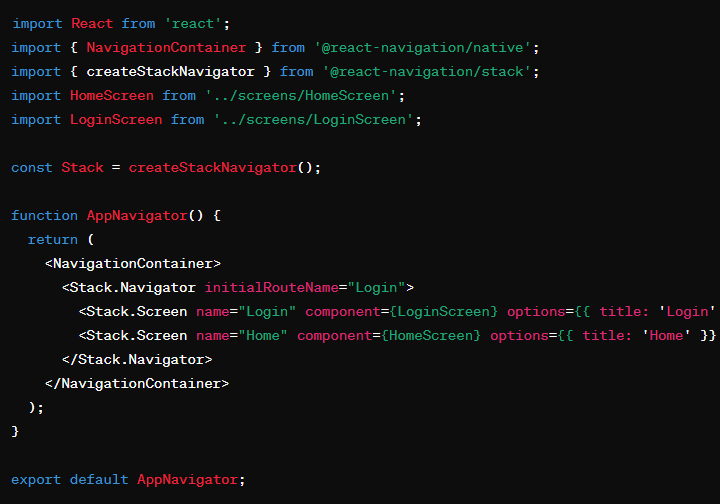 import React from 'react';
import { NavigationContainer } from '@react-navigation/native';
import { createStackNavigator } from '@react-navigation/stack';
import HomeScreen from '../screens/HomeScreen';
import LoginScreen from '../screens/LoginScreen';

const Stack = createStackNavigator();

function AppNavigator() {
  return (
    <NavigationContainer>
      <Stack.Navigator initialRouteName="Login">
        <Stack.Screen name="Login" component={LoginScreen} options={{ title: 'Login'
        <Stack.Screen name="Home" component={HomeScreen} options={{ title: 'Home' }}
      </Stack.Navigator>
    </NavigationContainer>
  );
}

export default AppNavigator;